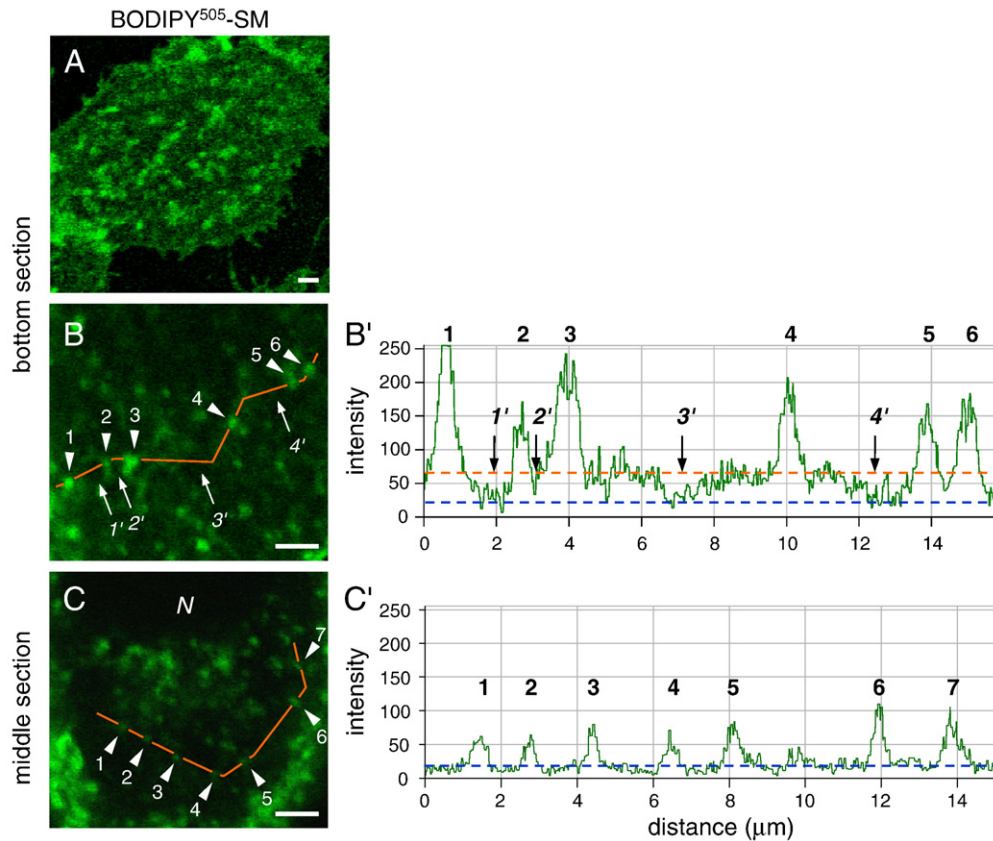 BODIPY⁵⁰⁵-SM
A
bottom section
B
1
2
3
4
5
6
1'
2'
3'
4'
B'
1 2 3 4 5 6
1' 2' 3' 4'
intensity
250
200
150
100
50
0
0 2 4 6 8 10 12 14
middle section
C
N
1
2
3
4
5
6
7
C'
1 2 3 4 5 6 7
intensity
250
200
150
100
50
0
0 2 4 6 8 10 12 14
distance (μm)